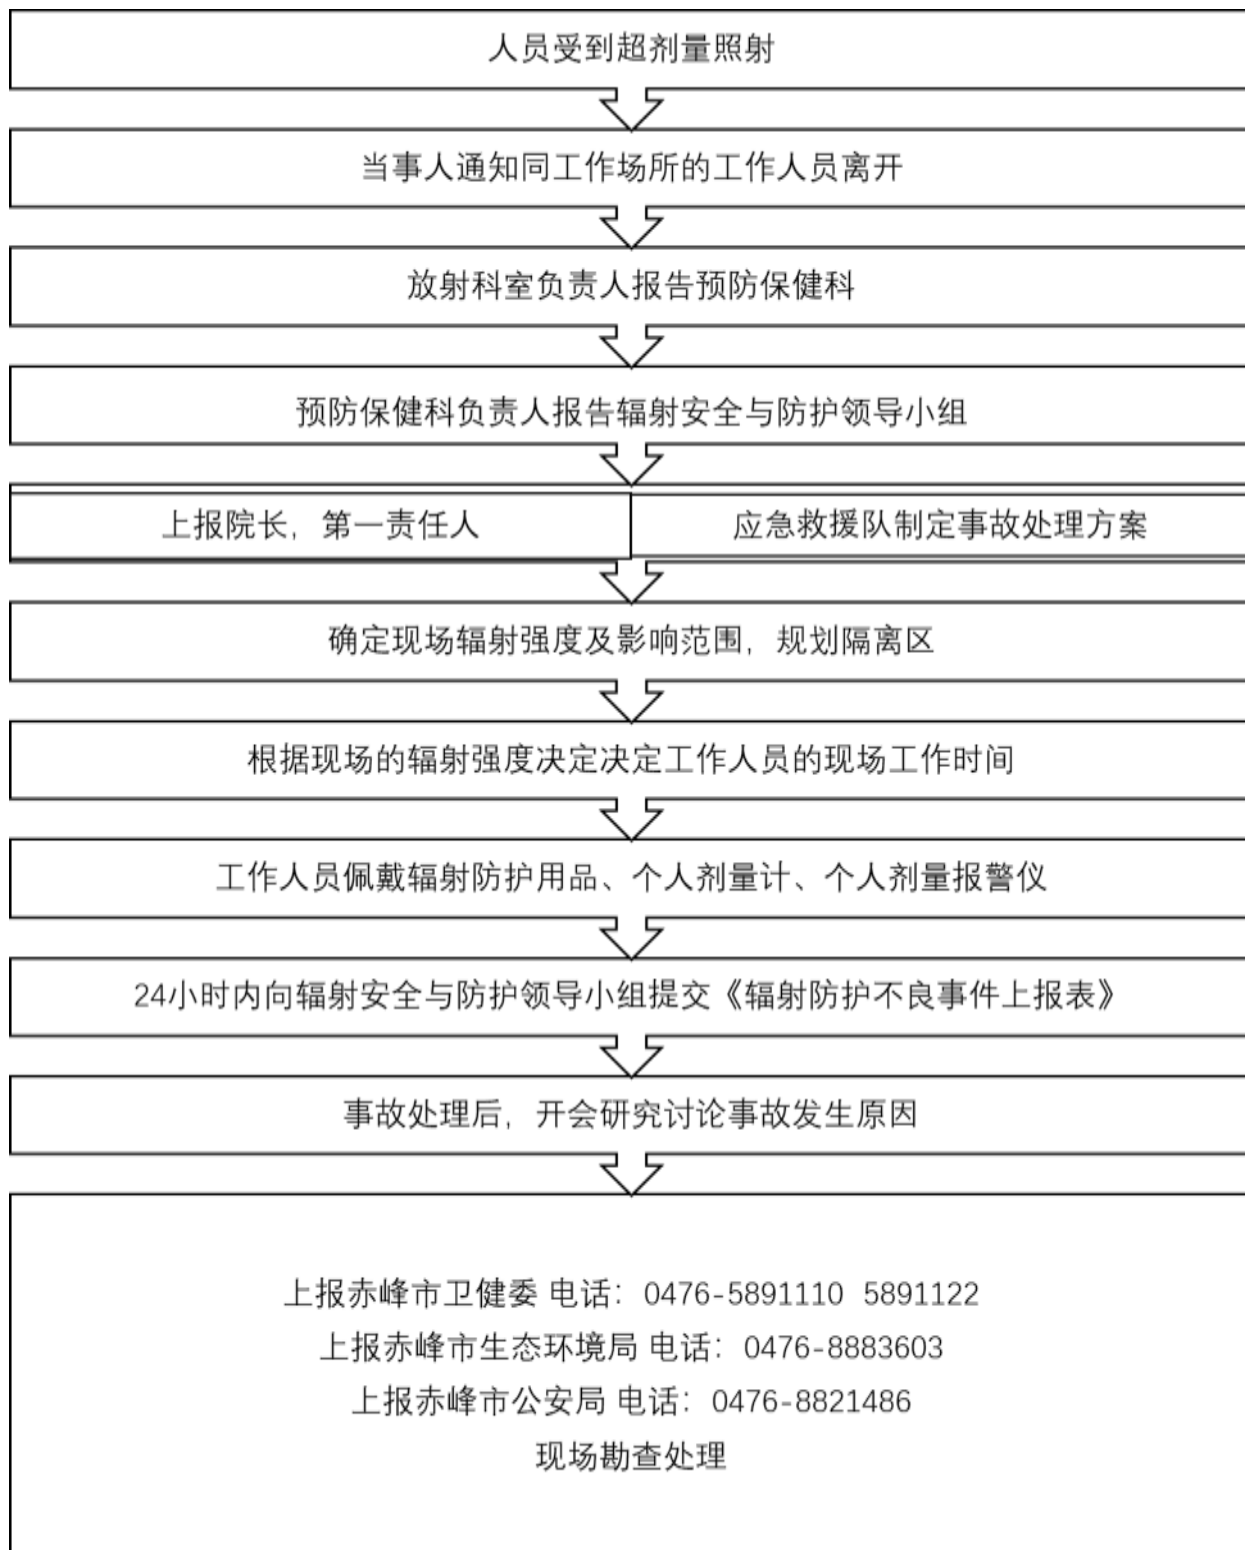 人员受到超剂量照射
当事人通知同工作场所的工作人员离开
放射科室负责人报告预防保健科
预防保健科负责人报告辐射安全与防护领导小组
上报院长，第一责任人
应急救援队制定事故处理方案
确定现场辐射强度及影响范围，规划隔离区
根据现场的辐射强度决定决定工作人员的现场工作时间
工作人员佩戴辐射防护用品、个人剂量计、个人剂量报警仪
24小时内向辐射安全与防护领导小组提交《辐射防护不良事件上报表》
事故处理后，开会研究讨论事故发生原因
上报赤峰市卫健委 电话：0476-5891110 5891122
上报赤峰市生态环境局 电话：0476-8883603
上报赤峰市公安局 电话：0476-8821486
现场勘查处理